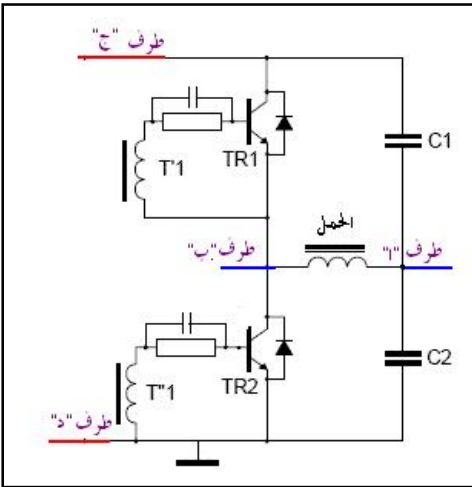 طرف "ج"
C1
T'1
TR1
الحمل
طرف "ب"
طرف "ا"
C2
T"1
TR2
طرف "د"